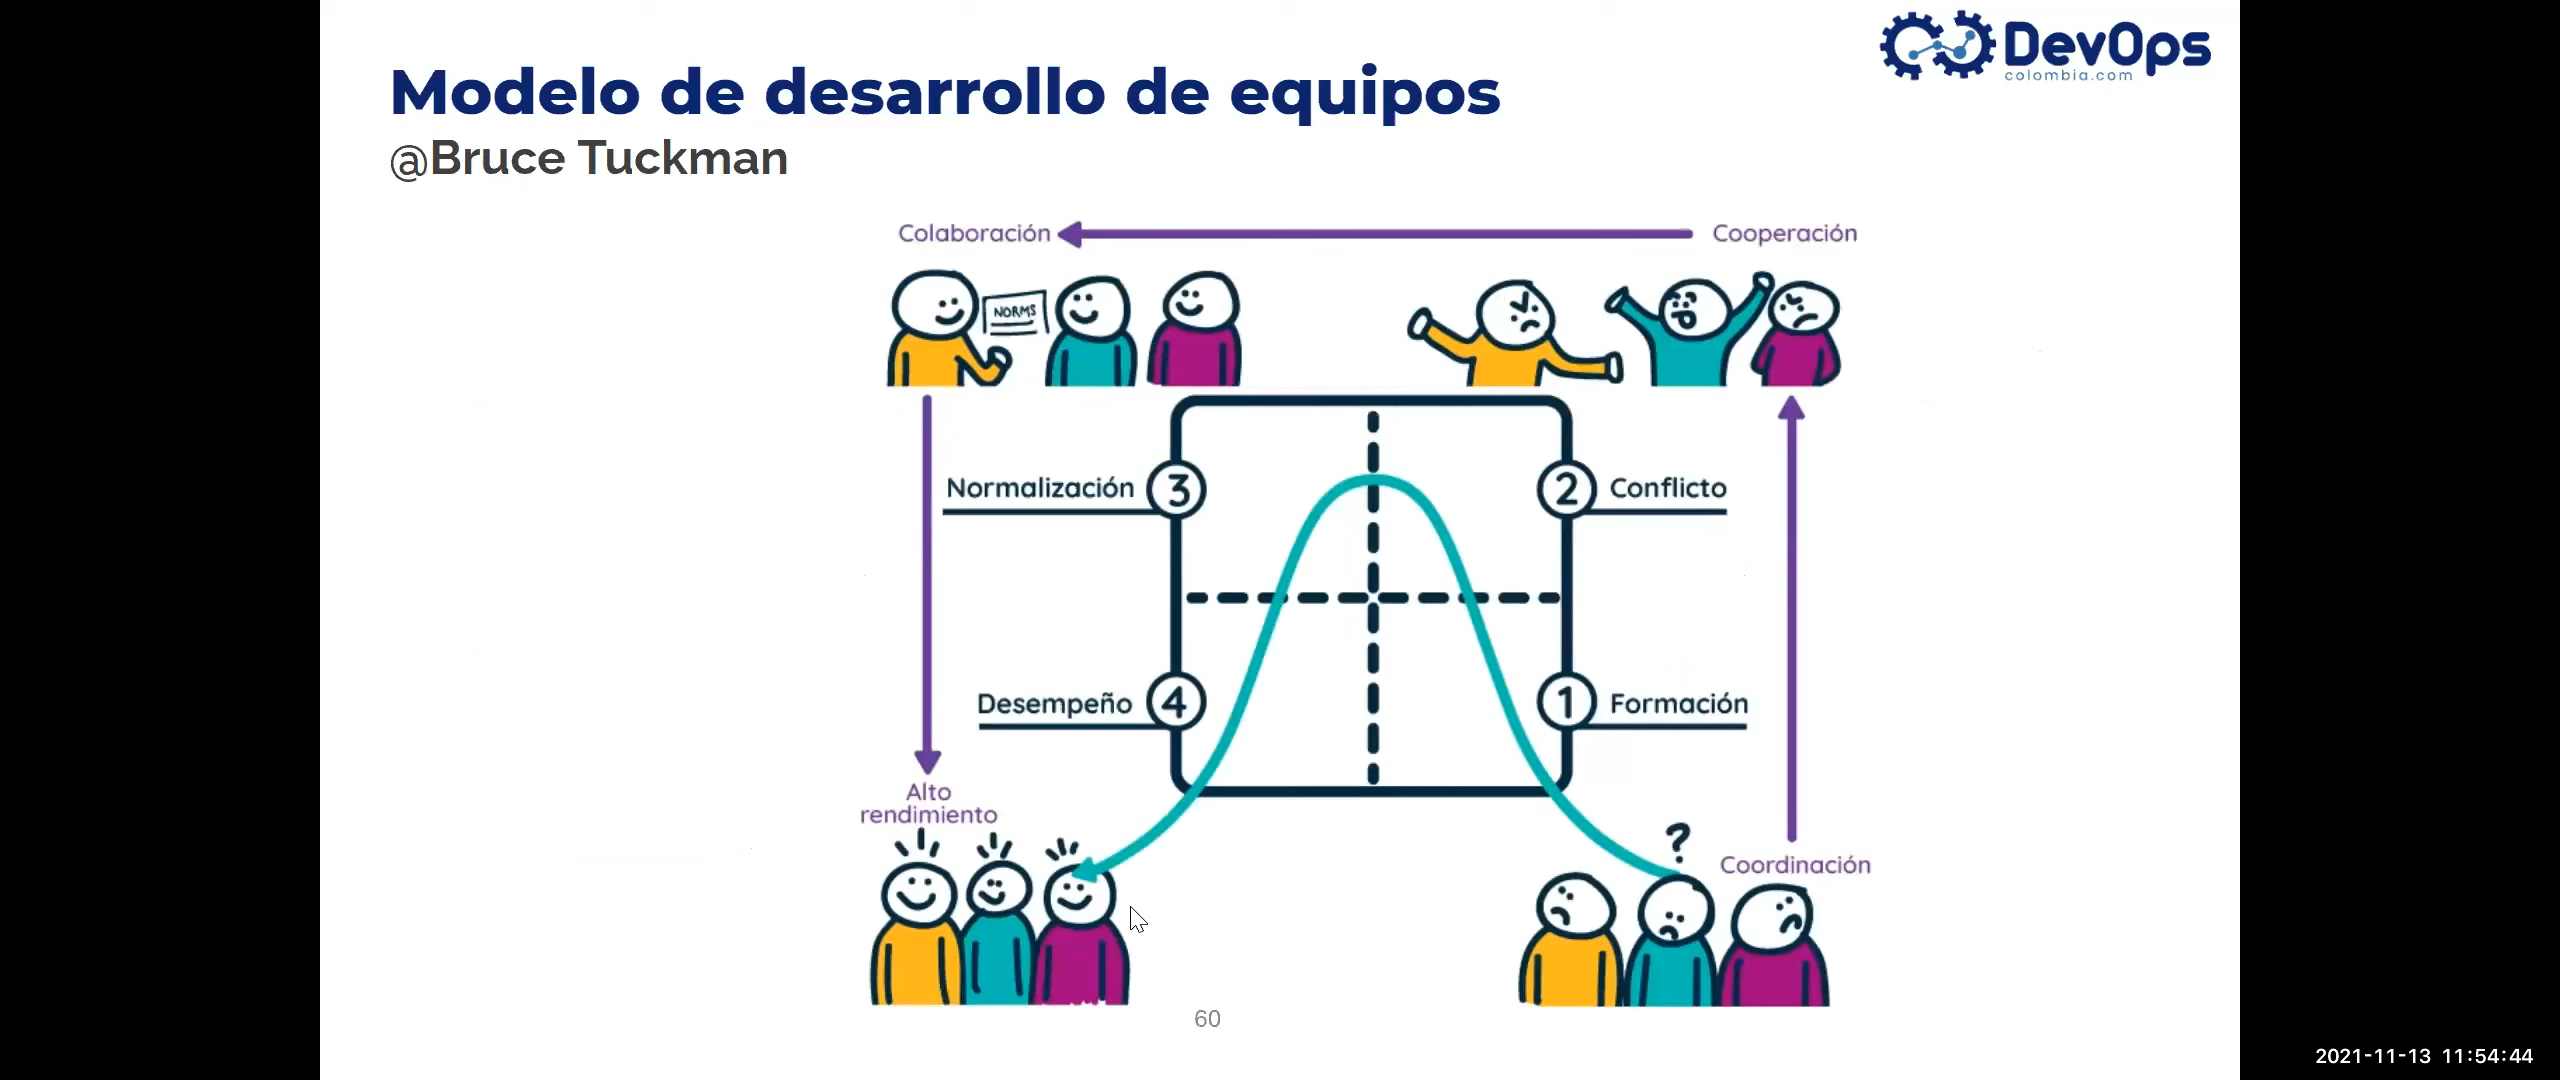 DevOps
colombia.com
Modelo de desarrollo de equipos
@Bruce Tuckman
Colaboración
Cooperación
NORMS
Normalización 3
2 Conflicto
Desempeño 4
1 Formación
Alto
rendimiento
?
Coordinación
60
2021-11-13 11:54:44